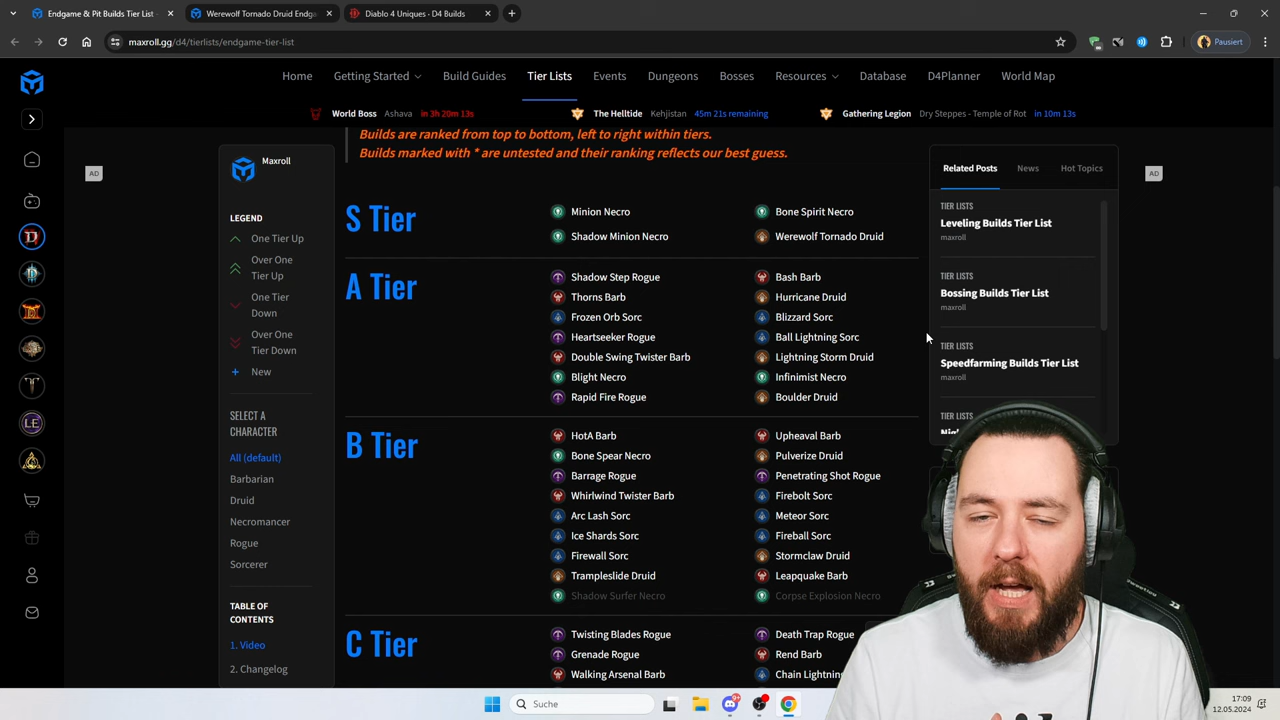 Endgame & Pit Builds Tier List -
Werewolf Tornado Druid Endga
Diablo 4 Uniques - D4 Builds
maxroll.gg/d4/tierlists/endgame-tier-list
Pausiert
Home Getting Started Build Guides Tier Lists Events Dungeons Bosses Resources Database D4Planner World Map
World Boss Ashava in 3h 20m 13s The Helltide Kehjistan 45m 21s remaining Gathering Legion Dry Steppes - Temple of Rot in 10m 13s
Builds are ranked from top to bottom, left to right within tiers.
Builds marked with * are untested and their ranking reflects our best guess.
AD
Maxroll
LEGEND
One Tier Up
Over One
Tier Up
One Tier
Down
Over One
Tier Down
New
SELECT A
CHARACTER
All (default)
Barbarian
Druid
Necromancer
Rogue
Sorcerer
TABLE OF
CONTENTS
1. Video
2. Changelog
S Tier
Minion Necro Bone Spirit Necro
Shadow Minion Necro Werewolf Tornado Druid
A Tier
Shadow Step Rogue Bash Barb
Thorns Barb Hurricane Druid
Frozen Orb Sorc Blizzard Sorc
Heartseeker Rogue Ball Lightning Sorc
Double Swing Twister Barb Lightning Storm Druid
Blight Necro Infinimist Necro
Rapid Fire Rogue Boulder Druid
B Tier
HotA Barb Upheaval Barb
Bone Spear Necro Pulverize Druid
Barrage Rogue Penetrating Shot Rogue
Whirlwind Twister Barb Firebolt Sorc
Arc Lash Sorc Meteor Sorc
Ice Shards Sorc Fireball Sorc
Firewall Sorc Stormclaw Druid
Trampleslide Druid Leapquake Barb
Shadow Surfer Necro Corpse Explosion Necro
C Tier
Twisting Blades Rogue Death Trap Rogue
Grenade Rogue Rend Barb
Walking Arsenal Barb Chain Lightnin
Related Posts News Hot Topics
TIER LISTS
Leveling Builds Tier List
maxroll
TIER LISTS
Bossing Builds Tier List
maxroll
TIER LISTS
Speedfarming Builds Tier List
maxroll
TIER LISTS
AD
LE
Suche
9+
17:09
12.05.2024